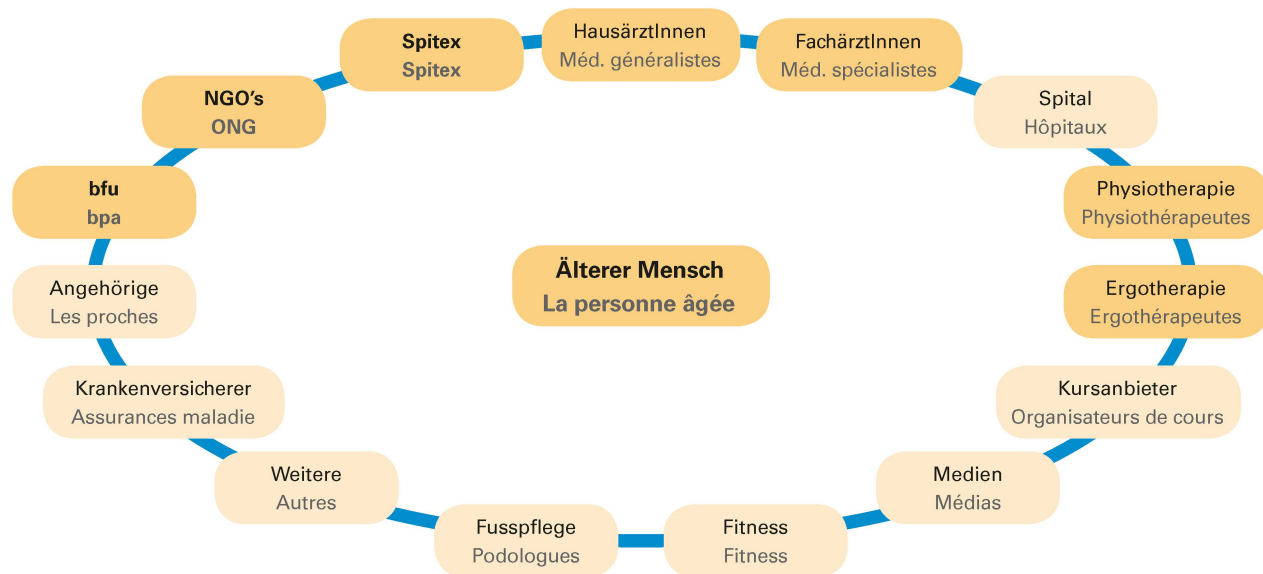 Spitex
Spitex
HausärztInnen
Méd. généralistes
FachärztInnen
Méd. spécialistes
NGO's
ONG
Spital
Hôpitaux
bfu
bpa
Physiotherapie
Physiothérapeutes
Älterer Mensch
La personne âgée
Angehörige
Les proches
Ergotherapie
Ergothérapeutes
Krankenversicherer
Assurances maladie
Kursanbieter
Organisateurs de cours
Weitere
Autres
Medien
Médias
Fusspflege
Podologues
Fitness
Fitness